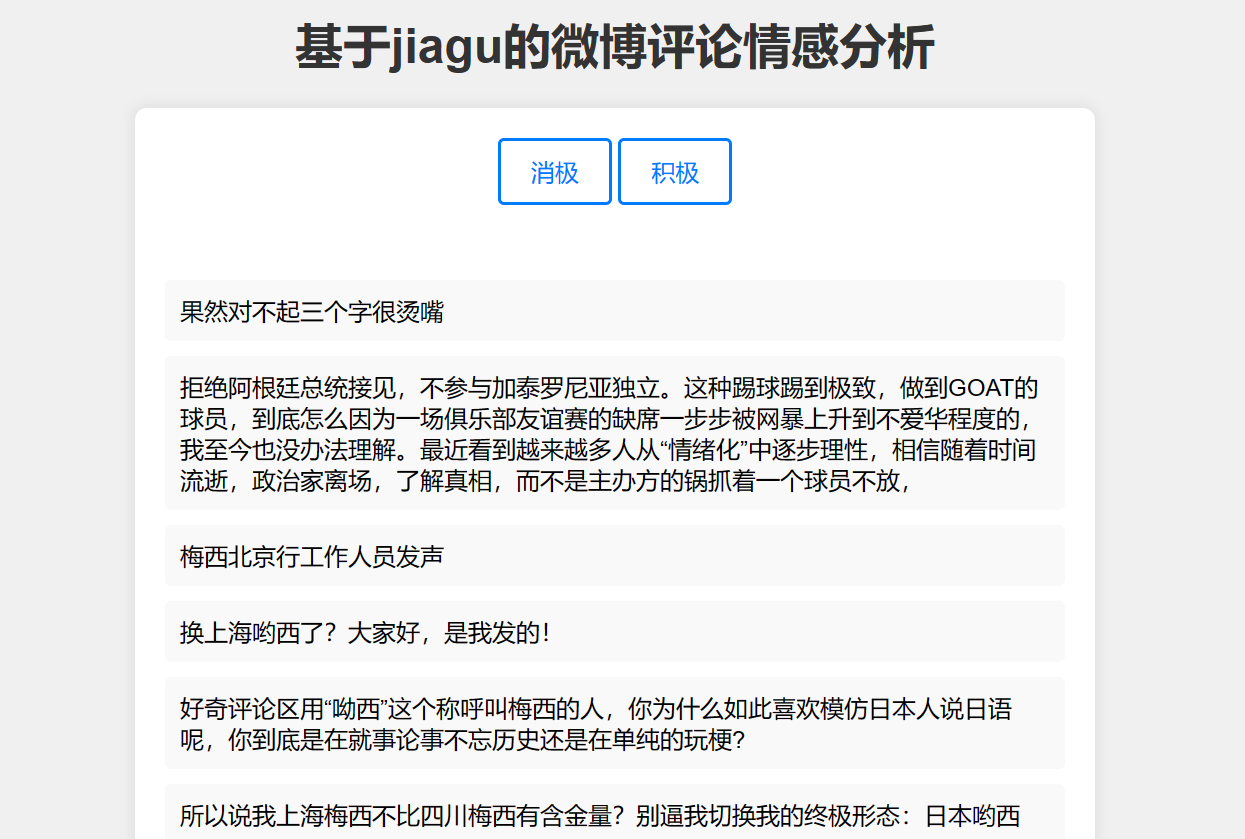 基于jiagu的微博评论情感分析
消极 积极
果然对不起三个字很烫嘴
拒绝阿根廷总统接见，不参与加泰罗尼亚独立。这种踢球踢到极致，做到GOAT的
球员，到底怎么因为一场俱乐部友谊赛的缺席一步步被网暴上升到不爱华程度的，
我至今也没办法理解。最近看到越来越多人从“情绪化”中逐步理性，相信随着时间
流逝，政治家离场，了解真相，而不是主办方的锅抓着一个球员不放，
梅西北京行工作人员发声
换上海哟西了？大家好，是我发的！
好奇评论区用“呦西”这个称呼叫梅西的人，你为什么如此喜欢模仿日本人说日语
呢，你到底是在就事论事不忘历史还是在单纯的玩梗?
所以说我上海梅西不比四川梅西有含金量？别逼我切换我的终极形态：日本哟西